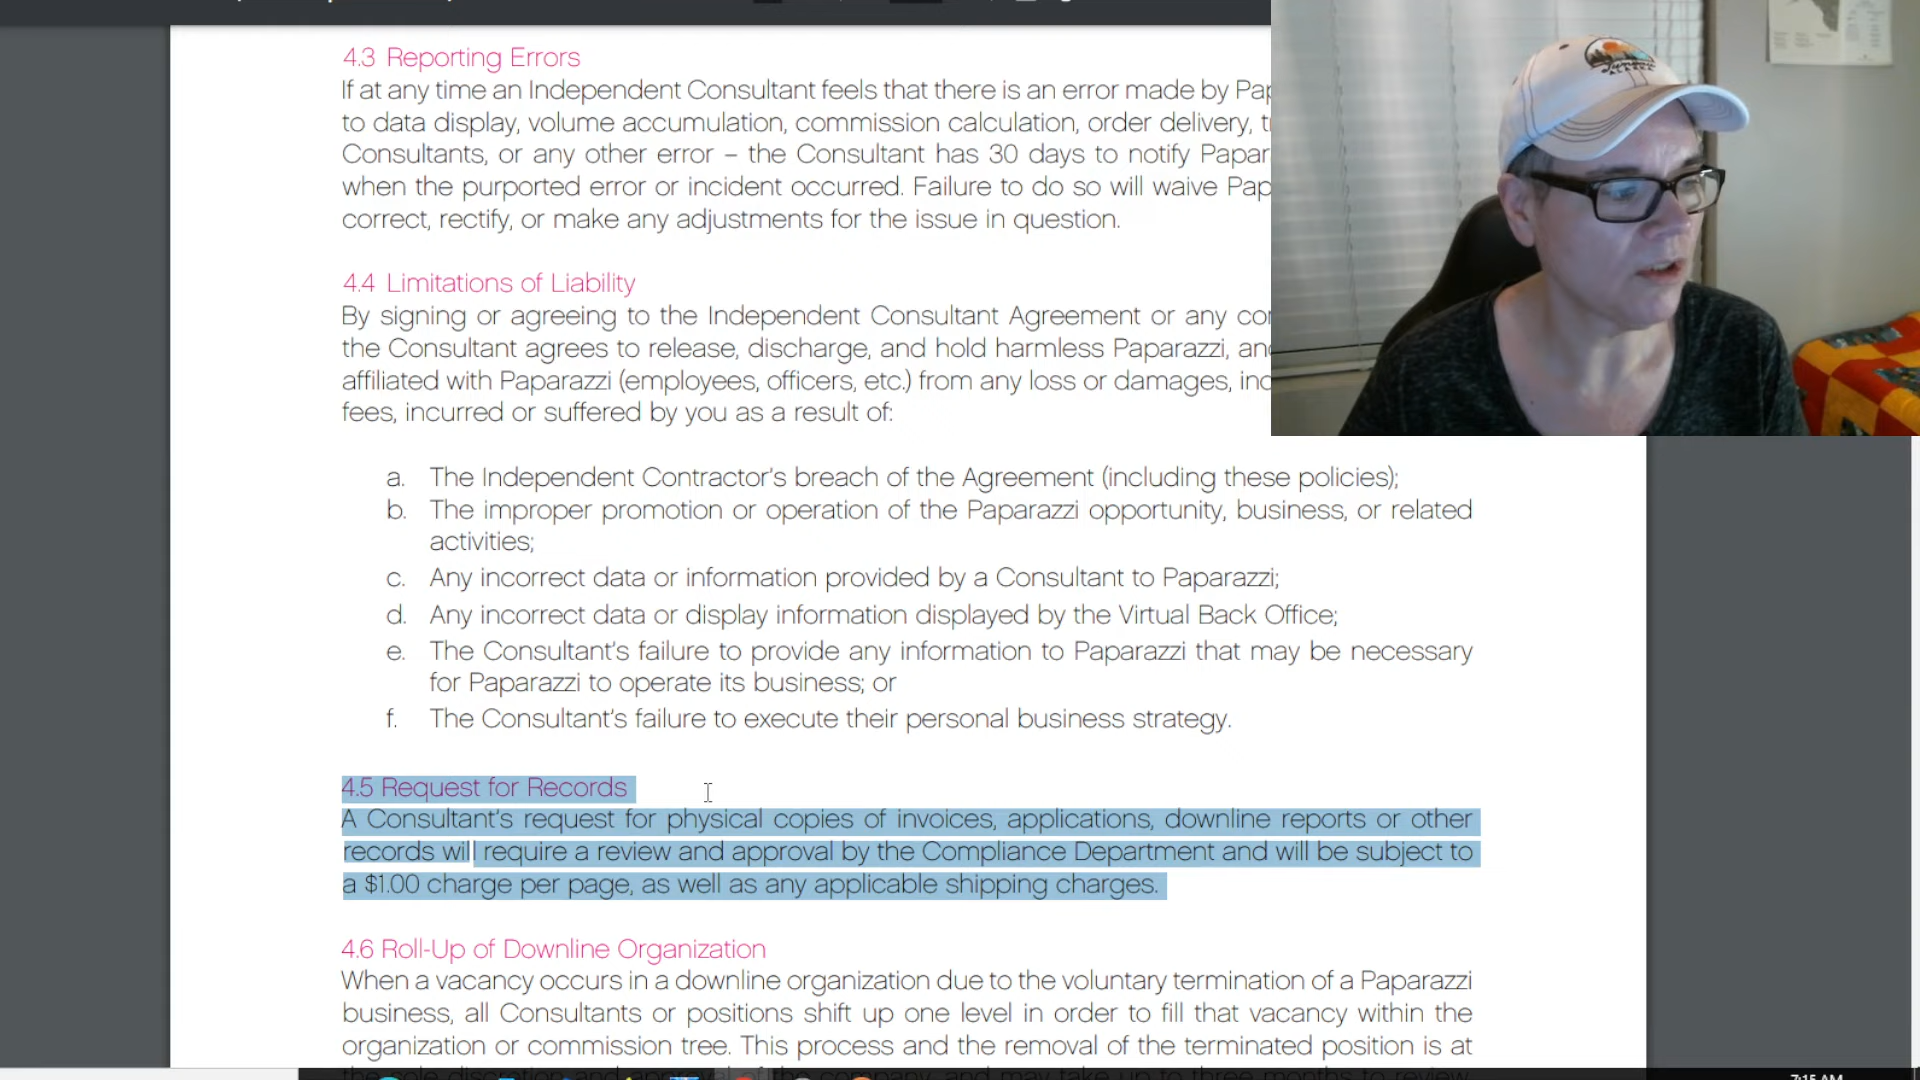 4.3 Reporting Errors
If at any time an Independent Consultant feels that there is an error made by
to data display, volume accumulation, commission calculation, order delivery,
Consultants, or any other error – the Consultant has 30 days to notify
when the purported error or incident occurred. Failure to do so will waive
correct, rectify, or make any adjustments for the issue in question.
4.4 Limitations of Liability
By signing or agreeing to the Independent Consultant Agreement or any
the Consultant agrees to release, discharge, and hold harmless Paparazzi,
affiliated with Paparazzi (employees, officers, etc.) from any loss or damages,
fees, incurred or suffered by you as a result of:
a. The Independent Contractor's breach of the Agreement (including these policies);
b. The improper promotion or operation of the Paparazzi opportunity, business, or related
activities;
c. Any incorrect data or information provided by a Consultant to Paparazzi;
d. Any incorrect data or display information displayed by the Virtual Back Office;
e. The Consultant's failure to provide any information to Paparazzi that may be necessary
for Paparazzi to operate its business; or
f. The Consultant's failure to execute their personal business strategy.
4.5 Request for Records
A Consultant's request for physical copies of invoices, applications, downline reports or other
records will require a review and approval by the Compliance Department and will be subject to
a $1.00 charge per page, as well as any applicable shipping charges.
4.6 Roll-Up of Downline Organization
When a vacancy occurs in a downline organization due to the voluntary termination of a Paparazzi
business, all Consultants or positions shift up one level in order to fill that vacancy within the
organization or commission tree. This process and the removal of the terminated position is at